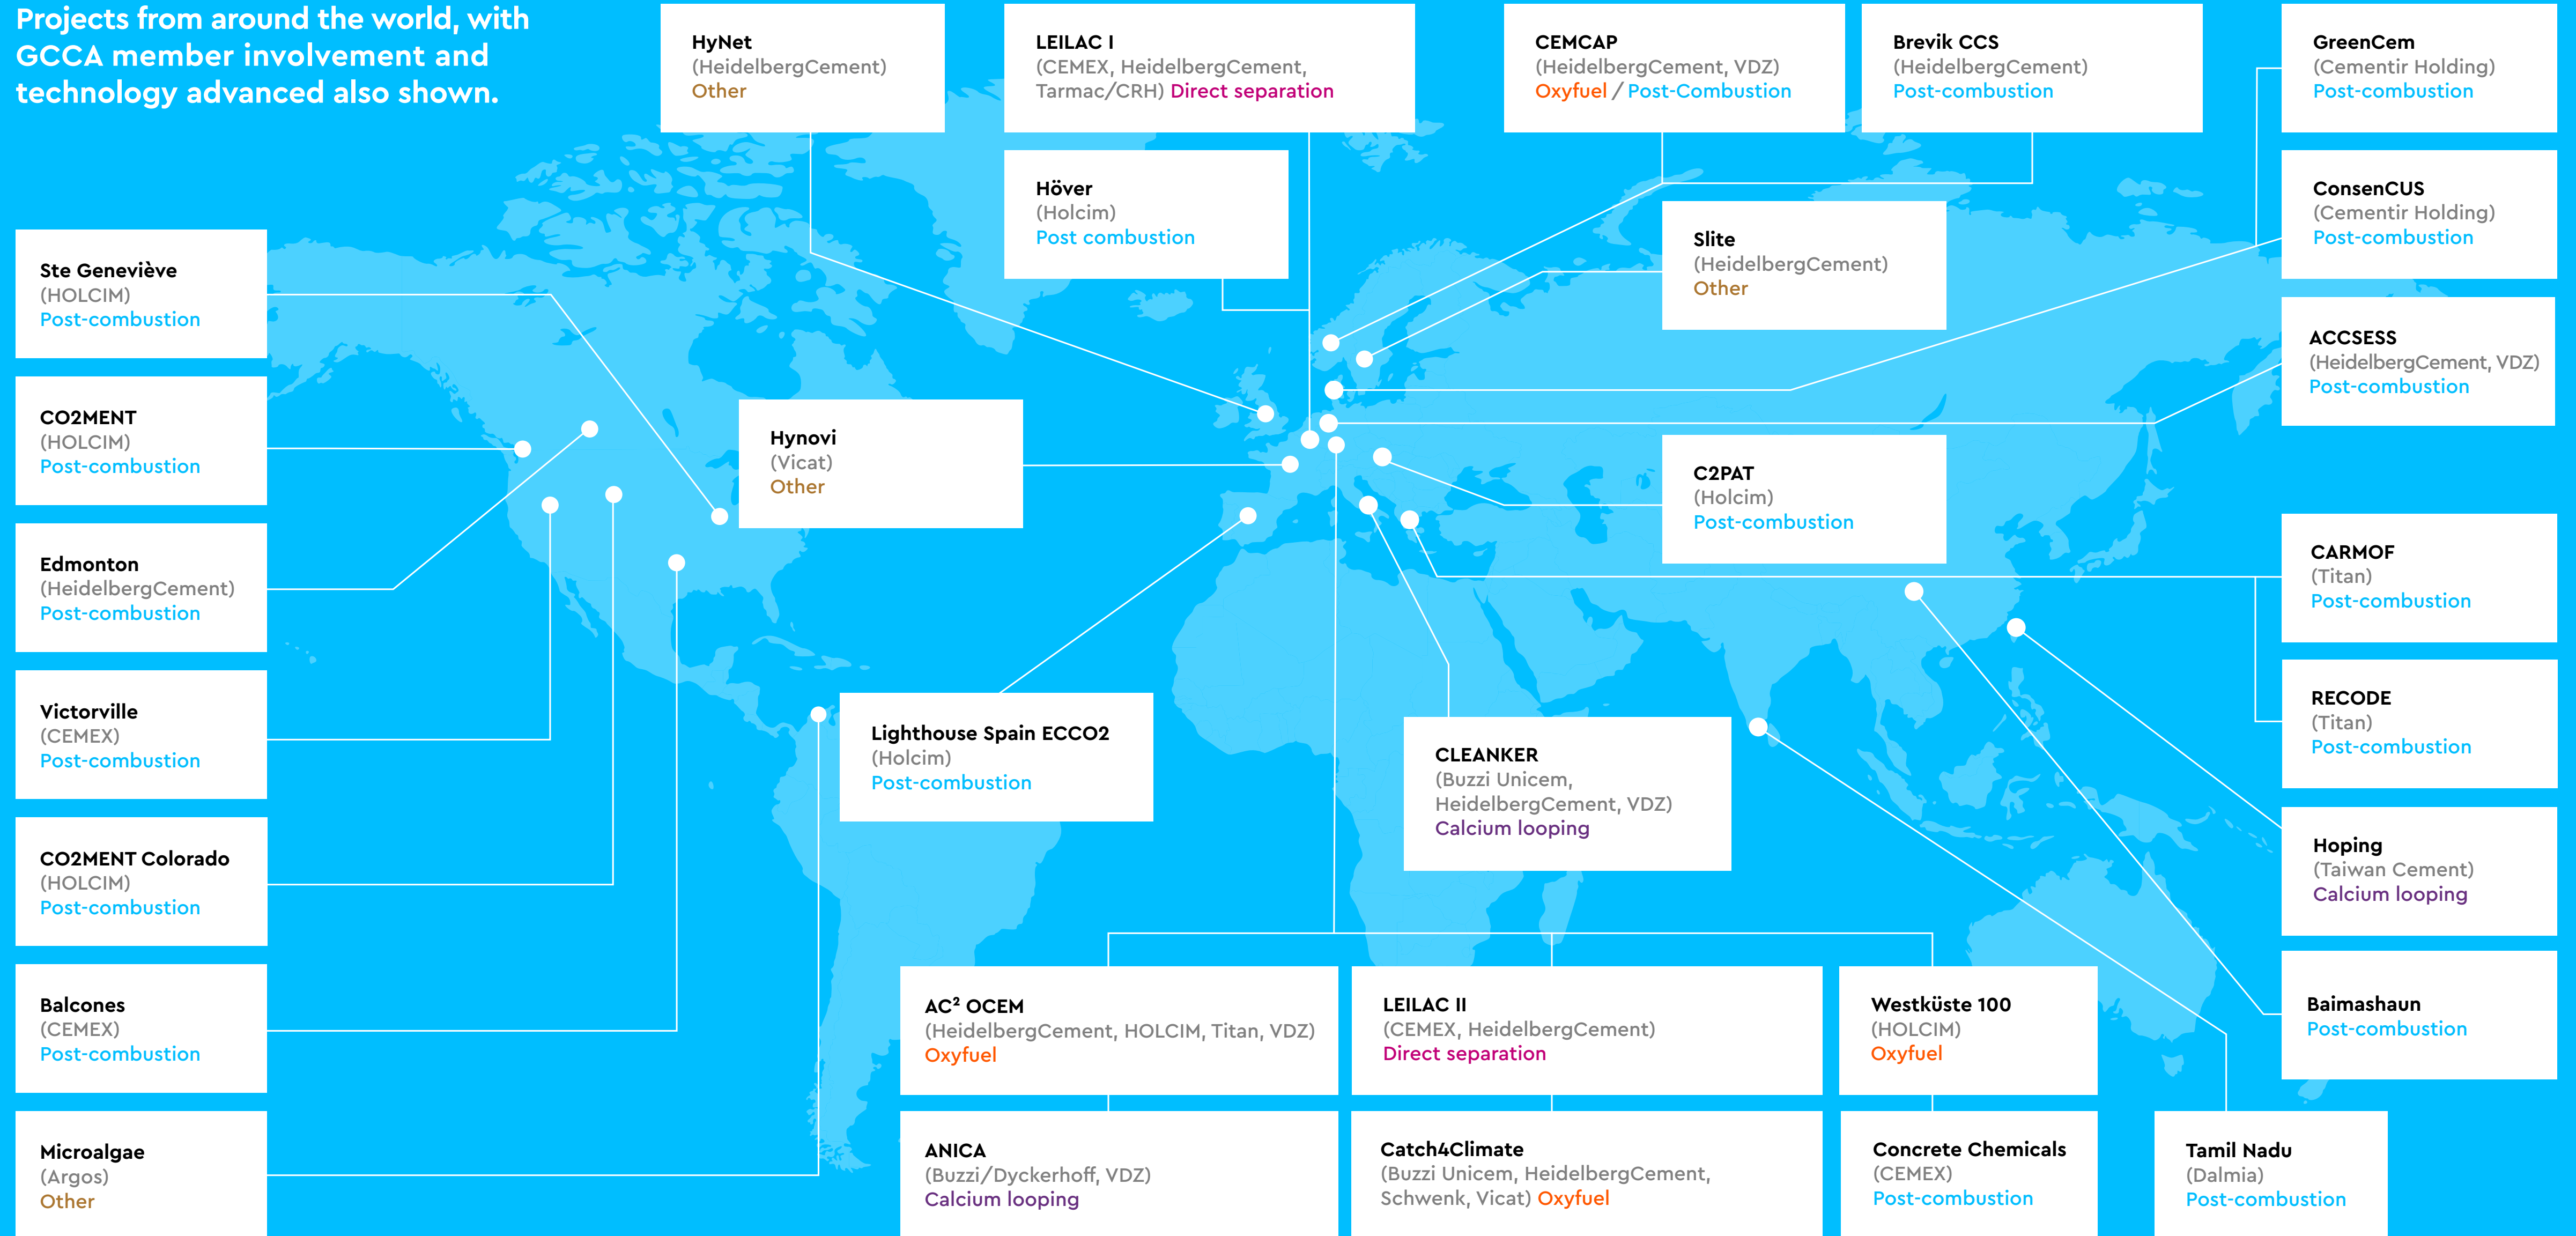 Projects from around the world, with
GCCA member involvement and
technology advanced also shown.
HyNet
(HeidelbergCement)
Other
LEILAC I
(CEMEX, HeidelbergCement,
Tarmac/CRH) Direct separation
CEMCAP
(HeidelbergCement, VDZ)
Oxyfuel / Post-Combustion
Brevik CCS
(HeidelbergCement)
Post-combustion
GreenCem
(Cementir Holding)
Post-combustion
Höver
(Holcim)
Post combustion
ConsenCUS
(Cementir Holding)
Post-combustion
Slite
(HeidelbergCement)
Other
Ste Geneviève
(HOLCIM)
Post-combustion
ACCSESS
(HeidelbergCement, VDZ)
Post-combustion
CO2MENT
(HOLCIM)
Post-combustion
Hynovi
(Vicat)
Other
C2PAT
(Holcim)
Post-combustion
Edmonton
(HeidelbergCement)
Post-combustion
CARMOF
(Titan)
Post-combustion
Victorville
(CEMEX)
Post-combustion
Lighthouse Spain ECCO2
(Holcim)
Post-combustion
CLEANKER
(Buzzi Unicem,
HeidelbergCement, VDZ)
Calcium looping
RECODE
(Titan)
Post-combustion
CO2MENT Colorado
(HOLCIM)
Post-combustion
Hoping
(Taiwan Cement)
Calcium looping
Balcones
(CEMEX)
Post-combustion
AC² OCEM
(HeidelbergCement, HOLCIM, Titan, VDZ)
Oxyfuel
LEILAC II
(CEMEX, HeidelbergCement)
Direct separation
Westküste 100
(HOLCIM)
Oxyfuel
Baimashaun
Post-combustion
Microalgae
(Argos)
Other
ANICA
(Buzzi/Dyckerhoff, VDZ)
Calcium looping
Catch4Climate
(Buzzi Unicem, HeidelbergCement,
Schwenk, Vicat) Oxyfuel
Concrete Chemicals
(CEMEX)
Post-combustion
Tamil Nadu
(Dalmia)
Post-combustion